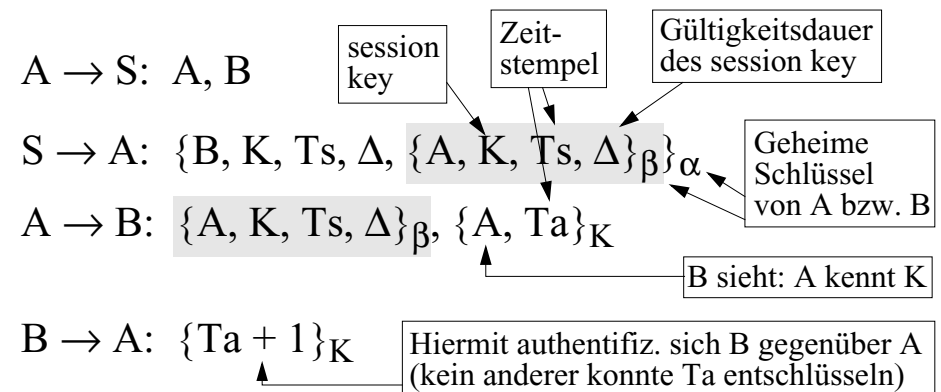 session
key
Zeit-
stempel
Gültigkeitsdauer
des session key
A → S: A, B
S → A: {B, K, Ts, Δ, {A, K, Ts, Δ}β}α
Geheime
Schlüssel
von A bzw. B
A → B: {A, K, Ts, Δ}β, {A, Ta}K
B sieht: A kennt K
B → A: {Ta + 1}K
Hiermit authentifiz. sich B gegenüber A
(kein anderer konnte Ta entschlüsseln)